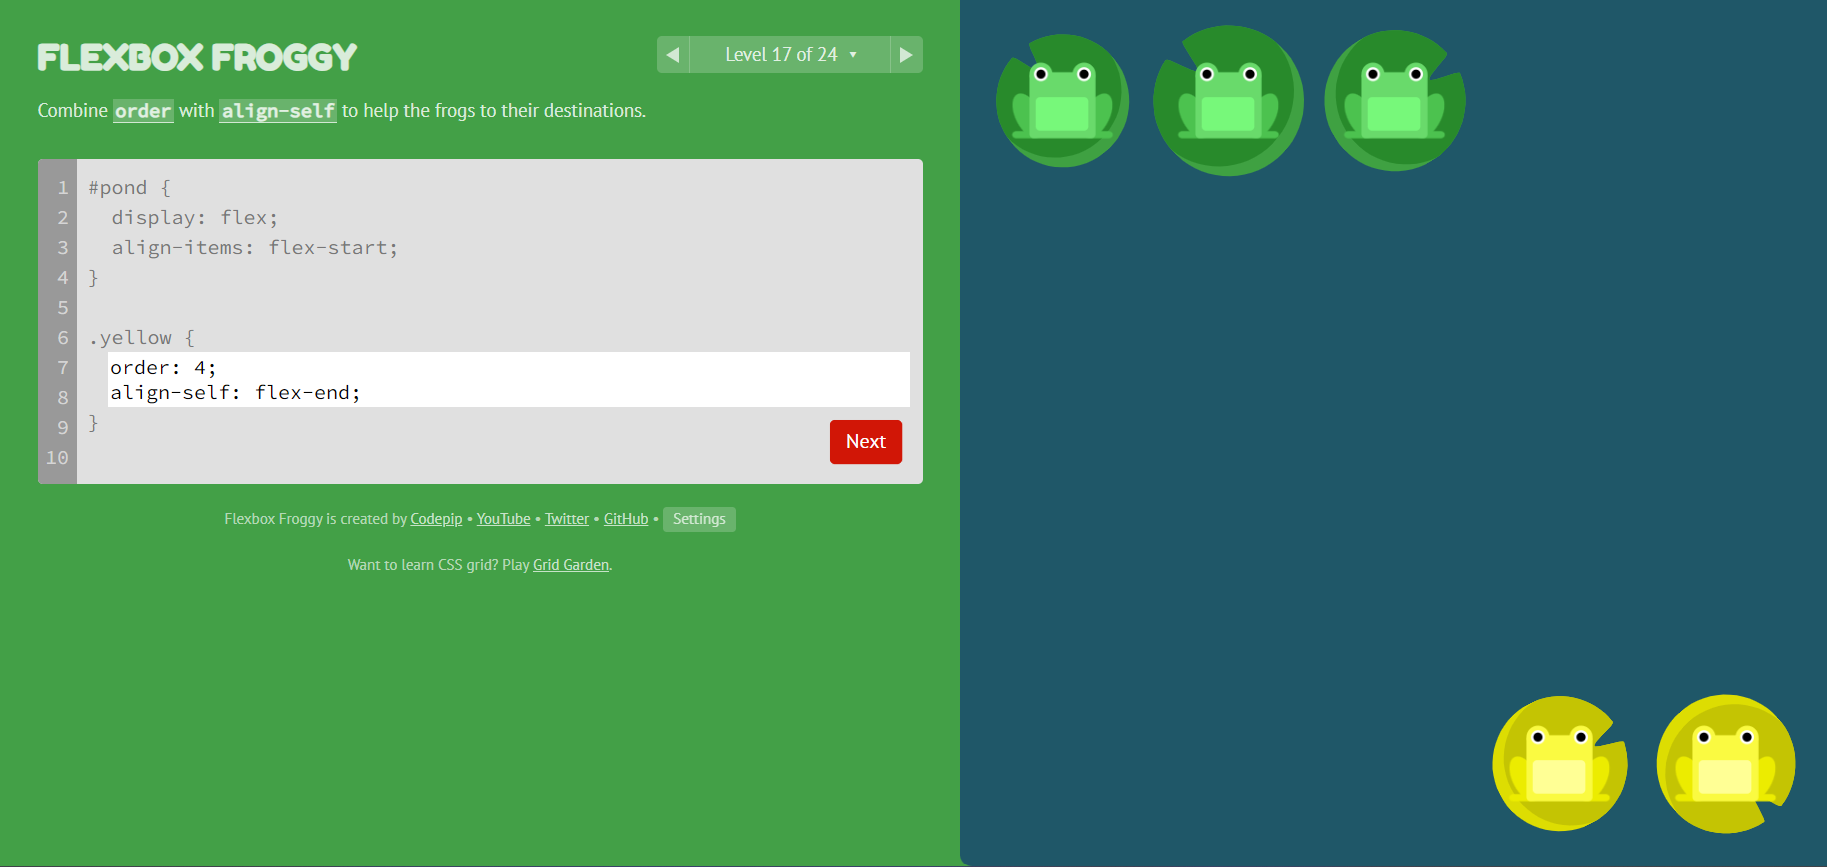 FLEXBOX FROGGY
◀ Level 17 of 24 ▾ ▶
Combine order with align-self to help the frogs to their destinations.
1 #pond {
2 display: flex;
3 align-items: flex-start;
4 }
5
6 .yellow {
7 order: 4;
8 align-self: flex-end;
9 }
10
Next
Flexbox Froggy is created by Codepip • YouTube • Twitter • GitHub • Settings
Want to learn CSS grid? Play Grid Garden.